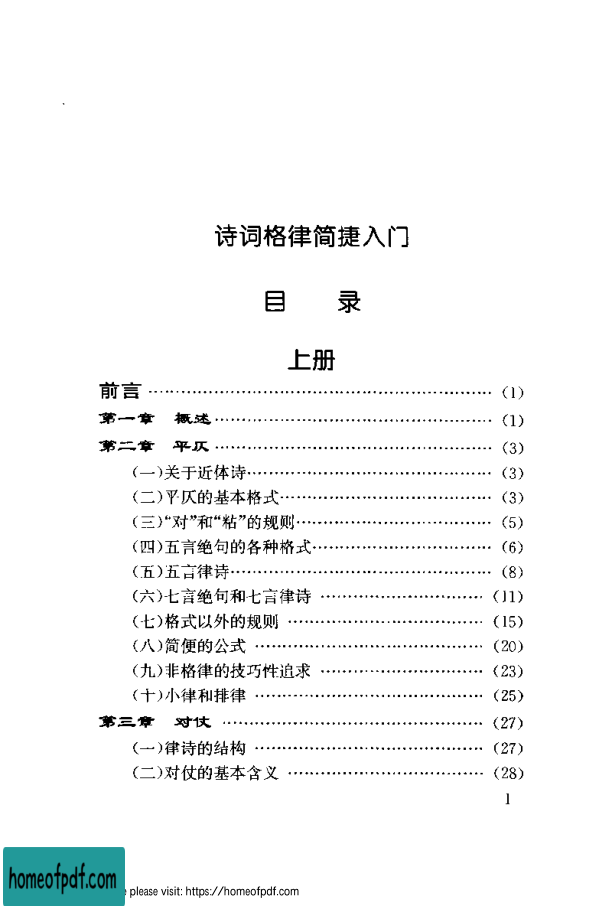 诗词格律简捷入门
目 录
上册
前言 ……………………………………………… (1)
第一章 概述 ……………………………………… (1)
第二章 平仄 ……………………………………… (3)
(一)关于近体诗 ………………………………… (3)
(二)平仄的基本格式 …………………………… (3)
(三)“对”和“粘”的规则 ………………………… (5)
(四)五言绝句的各种格式 ……………………… (6)
(五)五言律诗 …………………………………… (8)
(六)七言绝句和七言律诗 …………………… (11)
(七)格式以外的规则 ………………………… (15)
(八)简便的公式 ……………………………… (20)
(九)非格律的技巧性追求 …………………… (23)
(十)小律和排律 ……………………………… (25)
第三章 对仗 …………………………………… (27)
(一)律诗的结构 ……………………………… (27)
(二)对仗的基本含义 ………………………… (28)
1
homeofpdf.com
please visit: https://homeofpdf.com